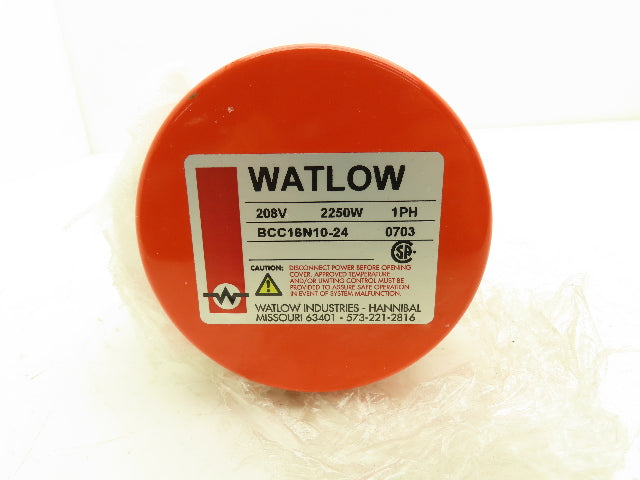 WATLOW
208V 2250W 1PH
BCC16N10-24 0703
SP
CAUTION: DISCONNECT POWER BEFORE OPENING
COVER. APPROVED TEMPERATURE
AND/OR LIMITING CONTROL MUST BE
PROVIDED TO ASSURE SAFE OPERATION
IN EVENT OF SYSTEM MALFUNCTION.
W
WATLOW INDUSTRIES - HANNIBAL
MISSOURI 63401 - 573-221-2816